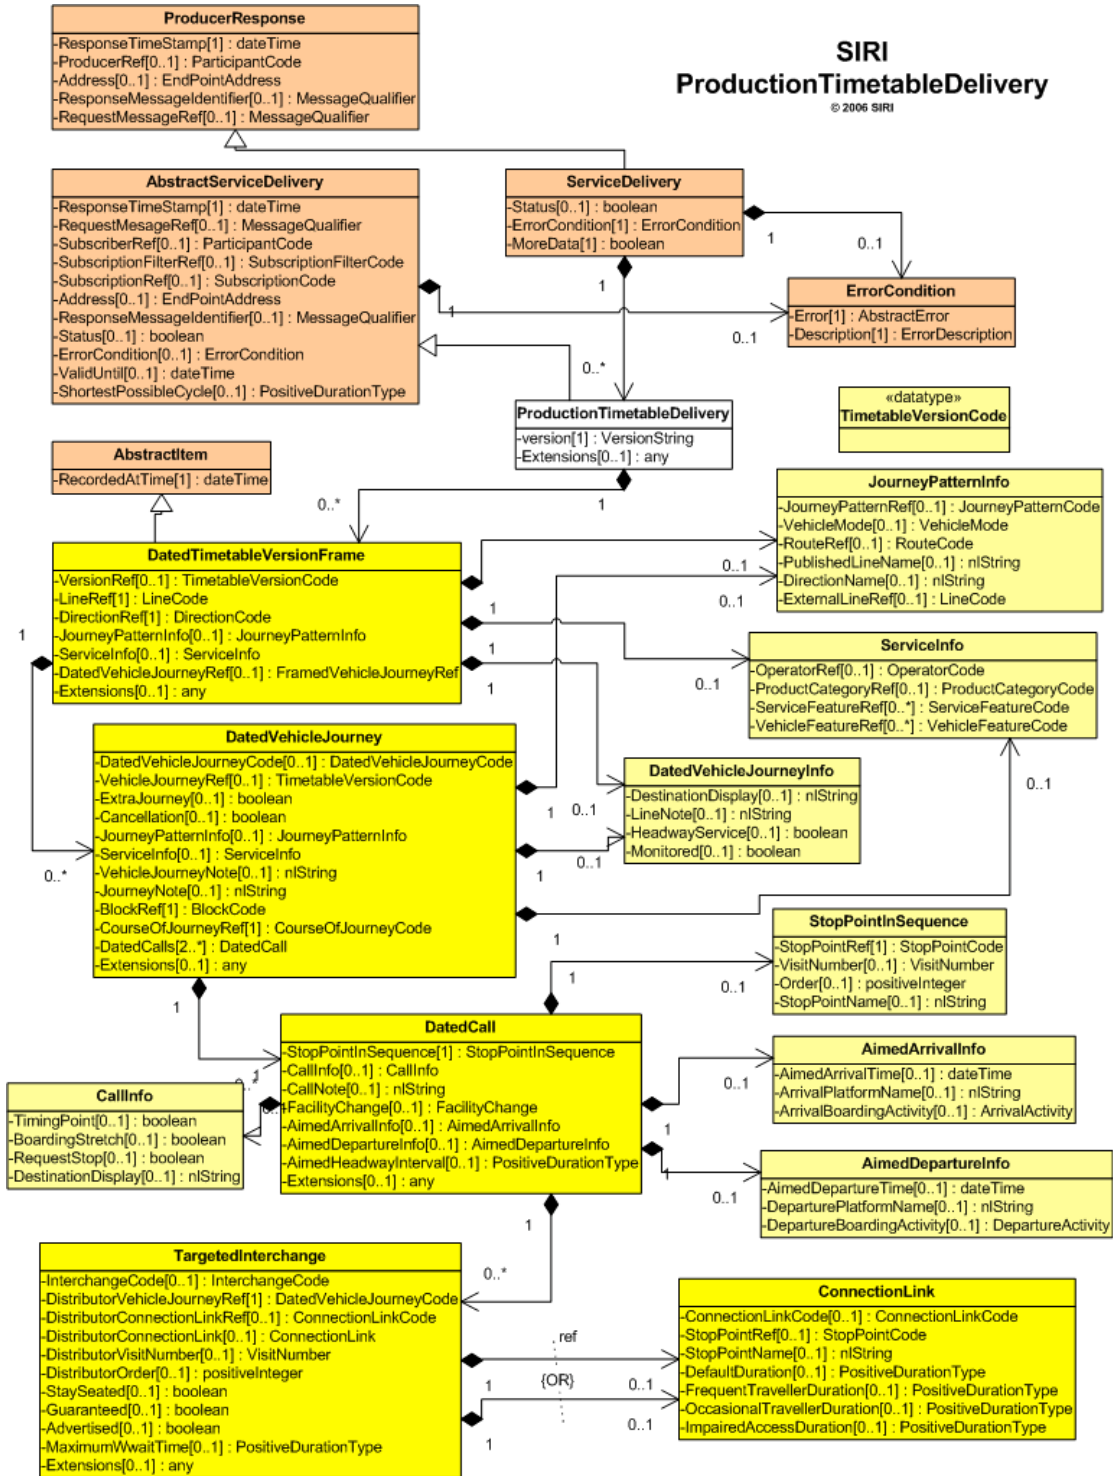 SIRI
ProductionTimetableDelivery
© 2006 SIRI
ProducerResponse
-ResponseTimeStamp[1] : dateTime
-ProducerRef[0..1] : ParticipantCode
-Address[0..1] : EndPointAddress
-ResponseMessageIdentifier[0..1] : MessageQualifier
-RequestMessageRef[0..1] : MessageQualifier
AbstractServiceDelivery
-ResponseTimeStamp[1] : dateTime
-RequestMesageRef[0..1] : MessageQualifier
-SubscriberRef[0..1] : ParticipantCode
-SubscriptionFilterRef[0..1] : SubscriptionFilterCode
-SubscriptionRef[0..1] : SubscriptionCode
-Address[0..1] : EndPointAddress
-ResponseMessageIdentifier[0..1] : MessageQualifier
-Status[0..1] : boolean
-ErrorCondition[0..1] : ErrorCondition
-ValidUntil[0..1] : dateTime
-ShortestPossibleCycle[0..1] : PositiveDurationType
ServiceDelivery
-Status[0..1] : boolean
-ErrorCondition[1] : ErrorCondition
-MoreData[1] : boolean
1
0..1
1
1
0..1
0..*
ErrorCondition
-Error[1] : AbstractError
-Description[1] : ErrorDescription
ProductionTimetableDelivery
-version[1] : VersionString
-Extensions[0..1] : any
«datatype»
TimetableVersionCode
AbstractItem
-RecordedAtTime[1] : dateTime
0..*
1
JourneyPatternInfo
-JourneyPatternRef[0..1] : JourneyPatternCode
-VehicleMode[0..1] : VehicleMode
-RouteRef[0..1] : RouteCode
-PublishedLineName[0..1] : nlString
-DirectionName[0..1] : nlString
-ExternalLineRef[0..1] : LineCode
DatedTimetableVersionFrame
-VersionRef[0..1] : TimetableVersionCode
-LineRef[1] : LineCode
-DirectionRef[1] : DirectionCode
-JourneyPatternInfo[0..1] : JourneyPatternInfo
-ServiceInfo[0..1] : ServiceInfo
-DatedVehicleJourneyRef[0..1] : FramedVehicleJourneyRef
-Extensions[0..1] : any
1
1
1
1
0..1
0..1
0..1
ServiceInfo
-OperatorRef[0..1] : OperatorCode
-ProductCategoryRef[0..1] : ProductCategoryCode
-ServiceFeatureRef[0..*] : ServiceFeatureCode
-VehicleFeatureRef[0..*] : VehicleFeatureCode
DatedVehicleJourney
-DatedVehicleJourneyCode[0..1] : DatedVehicleJourneyCode
-VehicleJourneyRef[0..1] : TimetableVersionCode
-ExtraJourney[0..1] : boolean
-Cancellation[0..1] : boolean
-JourneyPatternInfo[0..1] : JourneyPatternInfo
-ServiceInfo[0..1] : ServiceInfo
-VehicleJourneyNote[0..1] : nlString
-JourneyNote[0..1] : nlString
-BlockRef[1] : BlockCode
-CourseOfJourneyRef[1] : CourseOfJourneyCode
-DatedCalls[2..*] : DatedCall
-Extensions[0..1] : any
0..*
1
0..1
1
0..1
0..1
1
DatedVehicleJourneyInfo
-DestinationDisplay[0..1] : nlString
-LineNote[0..1] : nlString
-HeadwayService[0..1] : boolean
-Monitored[0..1] : boolean
StopPointInSequence
-StopPointRef[1] : StopPointCode
-VisitNumber[0..1] : VisitNumber
-Order[0..1] : positiveInteger
-StopPointName[0..1] : nlString
1
1
0..1
DatedCall
-StopPointInSequence[1] : StopPointInSequence
-CallInfo[0..1] : CallInfo
-CallNote[0..1] : nlString
-FacilityChange[0..1] : FacilityChange
-AimedArrivalInfo[0..1] : AimedArrivalInfo
-AimedDepartureInfo[0..1] : AimedDepartureInfo
-AimedHeadwayInterval[0..1] : PositiveDurationType
-Extensions[0..1] : any
AimedArrivalInfo
-AimedArrivalTime[0..1] : dateTime
-ArrivalPlatformName[0..1] : nlString
-ArrivalBoardingActivity[0..1] : ArrivalActivity
0..1
1
CallInfo
-TimingPoint[0..1] : boolean
-BoardingStretch[0..1] : boolean
-RequestStop[0..1] : boolean
-DestinationDisplay[0..1] : nlString
1
0..*
AimedDepartureInfo
-AimedDepartureTime[0..1] : dateTime
-DeparturePlatformName[0..1] : nlString
-DepartureBoardingActivity[0..1] : DepartureActivity
1
0..1
1
0..*
TargetedInterchange
-InterchangeCode[0..1] : InterchangeCode
-DistributorVehicleJourneyRef[1] : DatedVehicleJourneyCode
-DistributorConnectionLinkRef[0..1] : ConnectionLinkCode
-DistributorConnectionLink[0..1] : ConnectionLink
-DistributorVisitNumber[0..1] : VisitNumber
-DistributorOrder[0..1] : positiveInteger
-StaySeated[0..1] : boolean
-Guaranteed[0..1] : boolean
-Advertised[0..1] : boolean
-MaximumWwaitTime[0..1] : PositiveDurationType
-Extensions[0..1] : any
ref
{OR}
1
0..1
1
0..1
ConnectionLink
-ConnectionLinkCode[0..1] : ConnectionLinkCode
-StopPointRef[0..1] : StopPointCode
-StopPointName[0..1] : nlString
-DefaultDuration[0..1] : PositiveDurationType
-FrequentTravellerDuration[0..1] : PositiveDurationType
-OccasionalTravellerDuration[0..1] : PositiveDurationType
-ImpairedAccessDuration[0..1] : PositiveDurationType